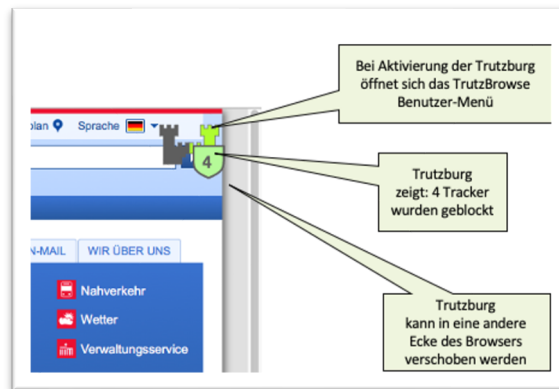 Bei Aktivierung der Trutzburg
öffnet sich das TrutzBrowse
Benutzer-Menü
plan
Sprache
4
Trutzburg
zeigt: 4 Tracker
wurden geblockt
N-MAIL
WIR ÜBER UNS
Nahverkehr
Wetter
Verwaltungsservice
Trutzburg
kann in eine andere
Ecke des Browsers
verschoben werden